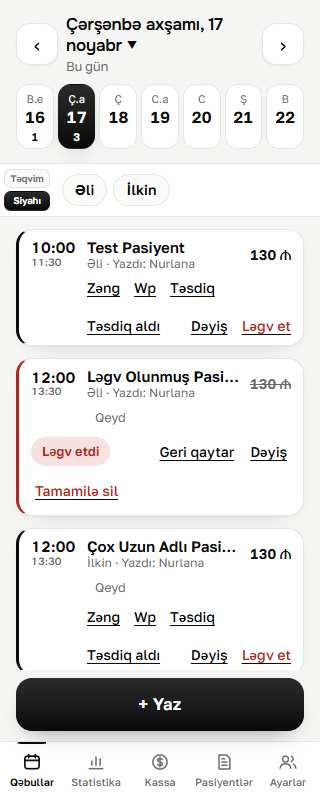 ‹
Çərşənbə axşamı, 17
noyabr ▼
Bu gün
›
B.e Ç.a Ç C.a C Ş B
16 17 18 19 20 21 22
1 3
Təqvim
Siyahı
Əli
İlkin
10:00 Test Pasiyent 130 ₼
11:30 Əli · Yazdı: Nurlana
Zəng Wp Təsdiq
Təsdiq aldı Dəyiş Ləgv et
12:00 Ləgv Olunmuş Pasi... 130 ₼
13:30 Əli · Yazdı: Nurlana
Qeyd
Ləgv etdi Geri qaytar Dəyiş
Tamamilə sil
12:00 Çox Uzun Adlı Pasi... 130 ₼
13:30 İlkin · Yazdı: Nurlana
Qeyd
Zəng Wp Təsdiq
Təsdiq aldı Dəyiş Ləgv et
+ Yaz
Qəbullar Statistika Kassa Pasiyentlər Ayarlar